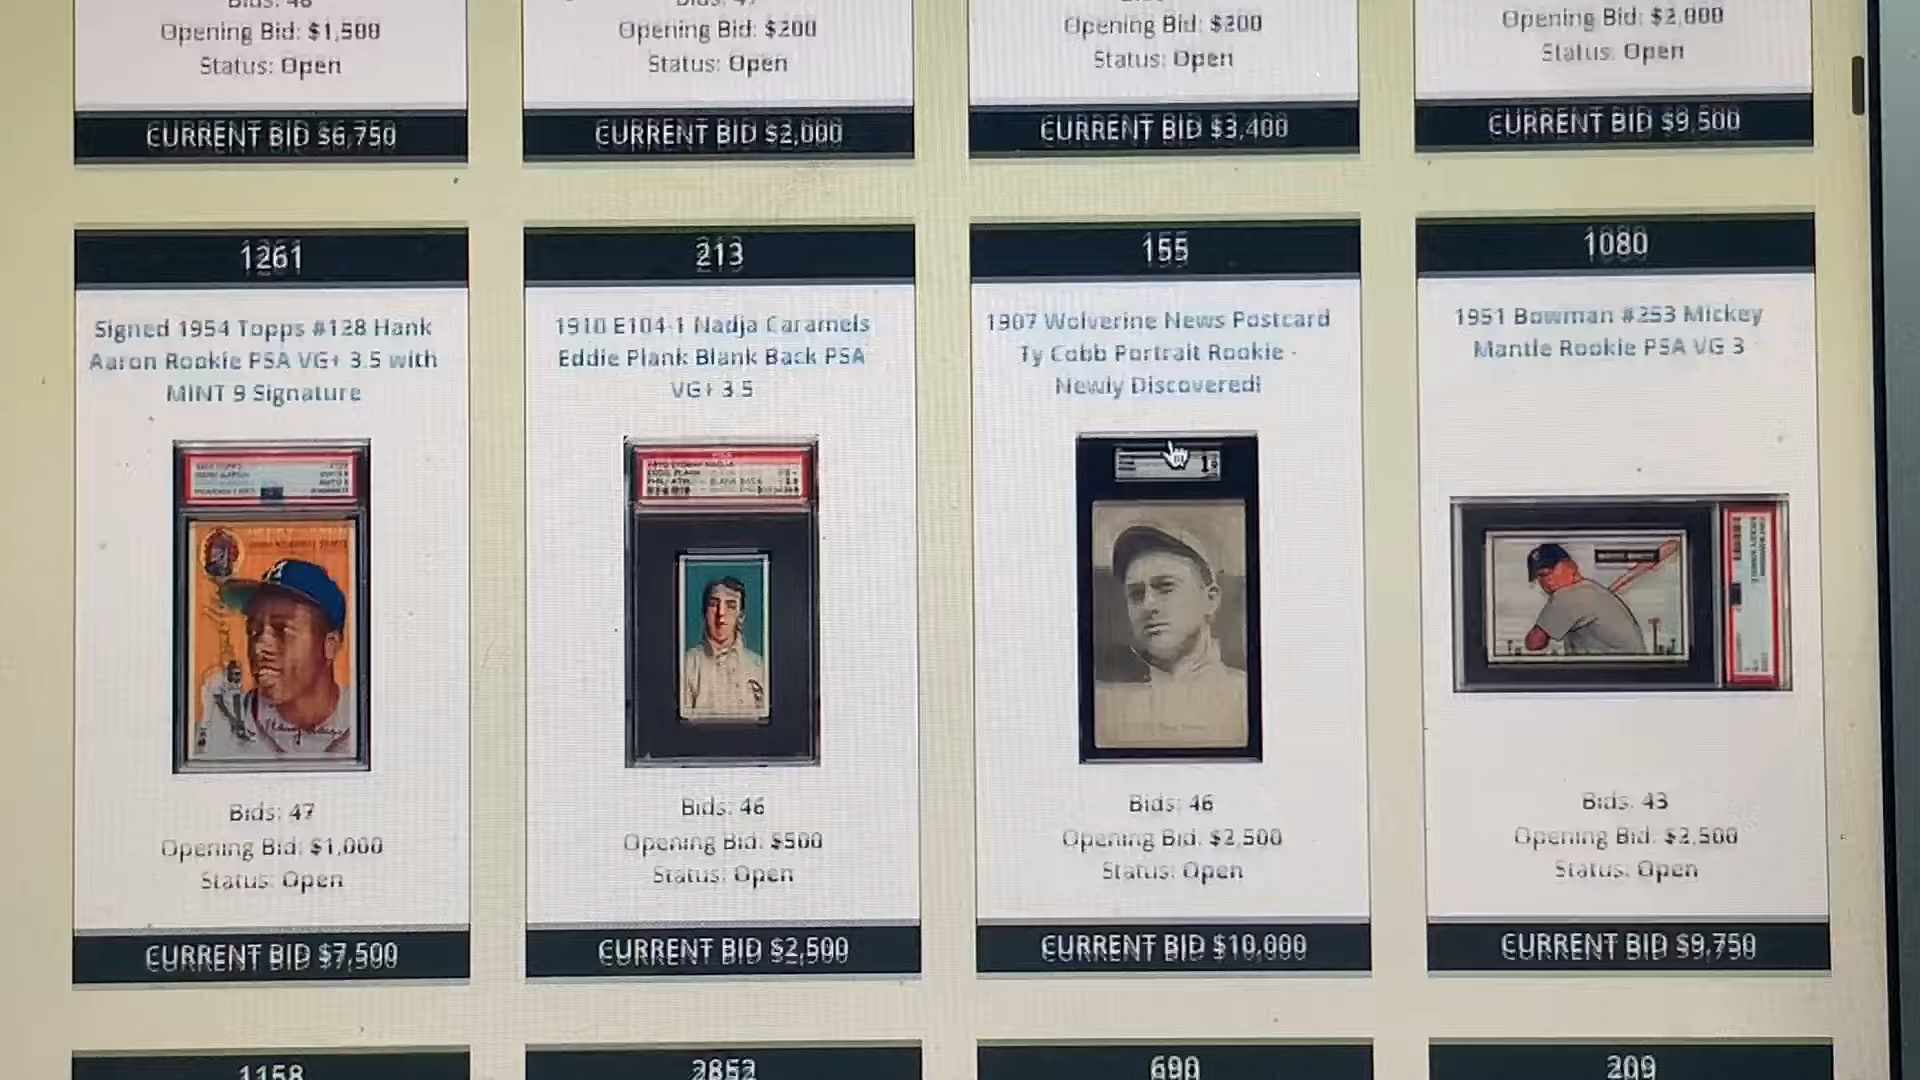 Opening Bid: $1,500
Status: Open
CURRENT BID $6,750
Opening Bid: $200
Status: Open
CURRENT BID $2,000
Opening Bid: $200
Status: Open
CURRENT BID $3,400
Opening Bid: $2,000
Status: Open
CURRENT BID $9,500
1261
Signed 1954 Topps #128 Hank
Aaron Rookie PSA VG+ 3.5 with
MINT 9 Signature
Bids: 47
Opening Bid: $1,000
Status: Open
CURRENT BID $7,500
213
1910 E104-1 Nadja Caramels
Eddie Plank Blank Back PSA
VG+ 3.5
Bids: 46
Opening Bid: $500
Status: Open
CURRENT BID $2,500
155
1907 Wolverine News Postcard
Ty Cobb Portrait Rookie -
Newly Discovered!
1
Bids: 46
Opening Bid: $2,500
Status: Open
CURRENT BID $10,000
1080
1951 Bowman #253 Mickey
Mantle Rookie PSA VG 3
Bids: 43
Opening Bid: $2,500
Status: Open
CURRENT BID $9,750
1158
2852
690
209